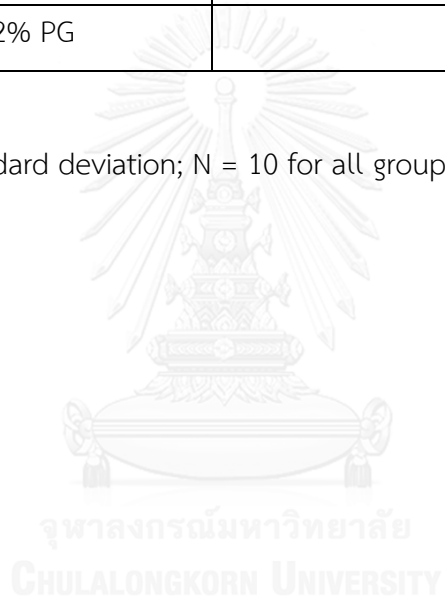 2% PG
dard deviation; N = 10 for all group
จุฬาลงกรณ์มหาวิทยาลัย
CHULALONGKORN UNIVERSITY